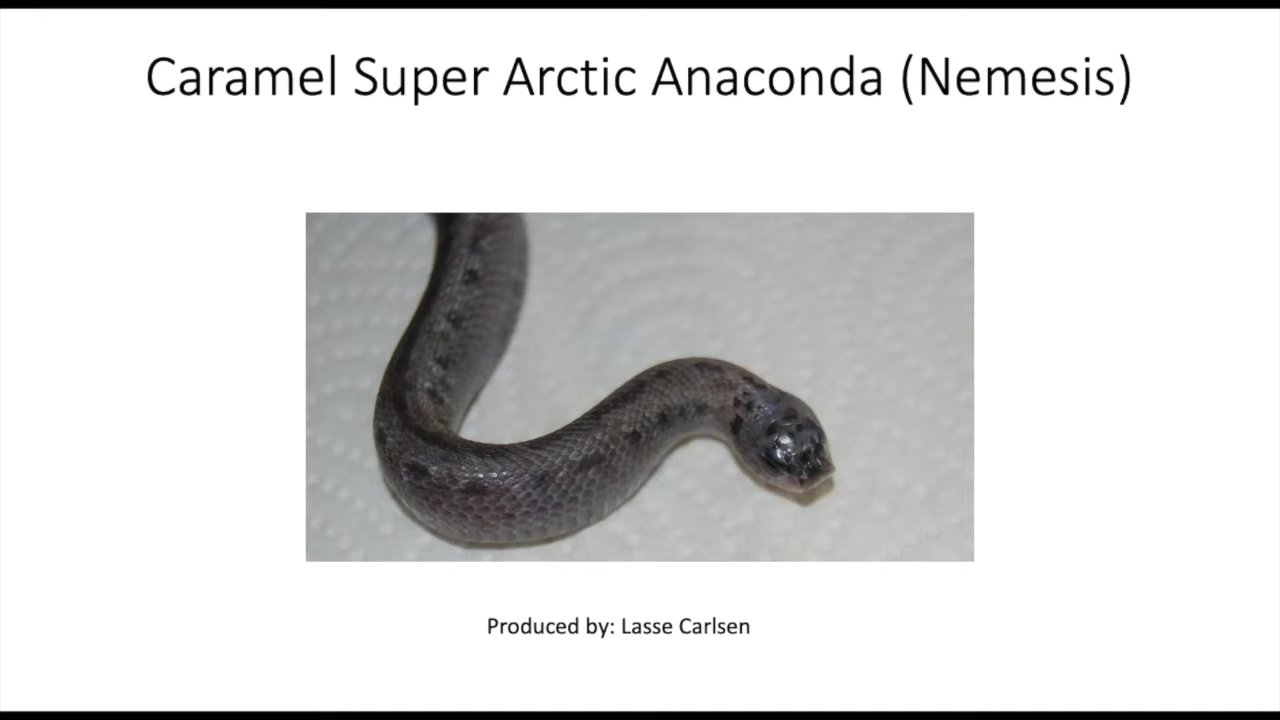 Caramel Super Arctic Anaconda (Nemesis)
Produced by: Lasse Carlsen